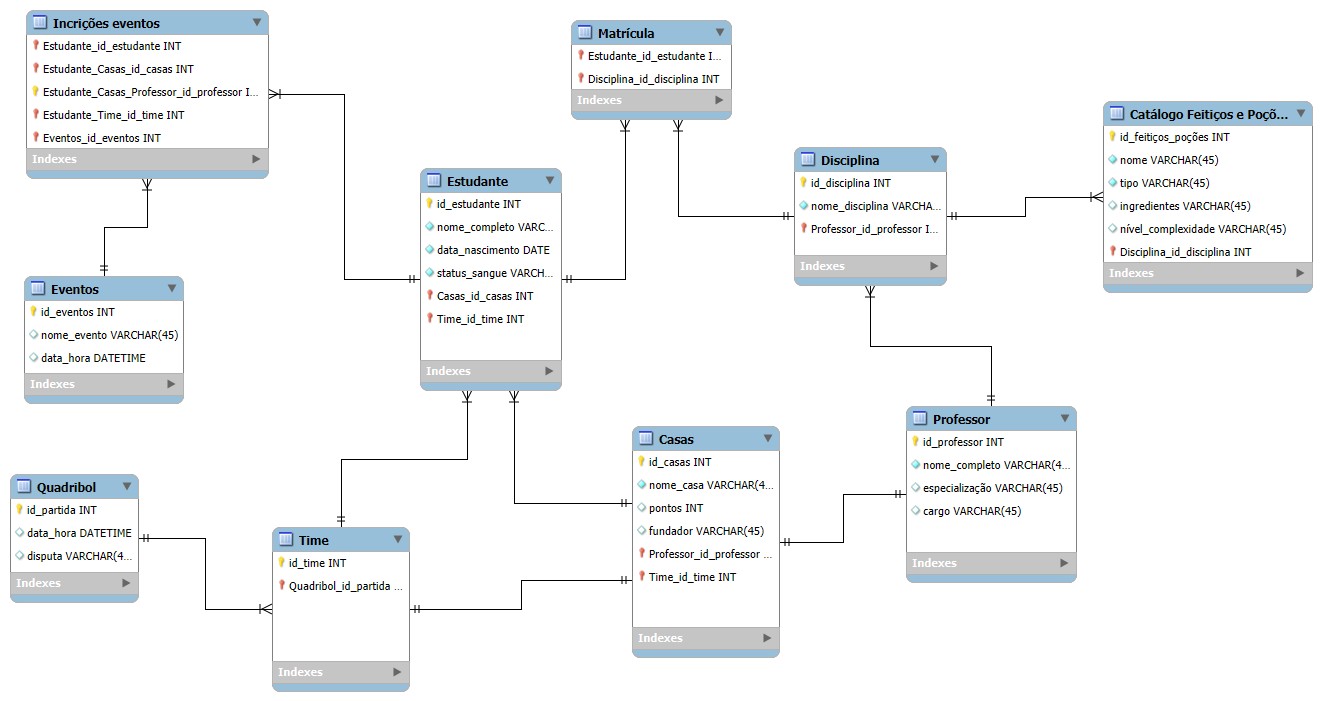 Incrições eventos
Estudante_id_estudante INT
Estudante_Casas_id_casas INT
Estudante_Casas_Professor_id_professor I...
Estudante_Time_id_time INT
Eventos_id_eventos INT
Indexes
Matrícula
Estudante_id_estudante I...
Disciplina_id_disciplina INT
Indexes
Catálogo Feitiços e Poçõ...
id_feitiços_poções INT
nome VARCHAR(45)
tipo VARCHAR(45)
ingredientes VARCHAR(45)
nível_complexidade VARCHAR(45)
Disciplina_id_disciplina INT
Indexes
Disciplina
id_disciplina INT
nome_disciplina VARCHA...
Professor_id_professor I...
Indexes
Estudante
id_estudante INT
nome_completo VARC...
data_nascimento DATE
status_sangue VARCH...
Casas_id_casas INT
Time_id_time INT
Indexes
Eventos
id_eventos INT
nome_evento VARCHAR(45)
data_hora DATETIME
Indexes
Professor
id_professor INT
nome_completo VARCHAR(4...
especialização VARCHAR(45)
cargo VARCHAR(45)
Indexes
Casas
id_casas INT
nome_casa VARCHAR(4...
pontos INT
fundador VARCHAR(45)
Professor_id_professor ...
Time_id_time INT
Indexes
Quadribol
id_partida INT
data_hora DATETIME
disputa VARCHAR(4...
Indexes
Time
id_time INT
Quadribol_id_partida ...
Indexes